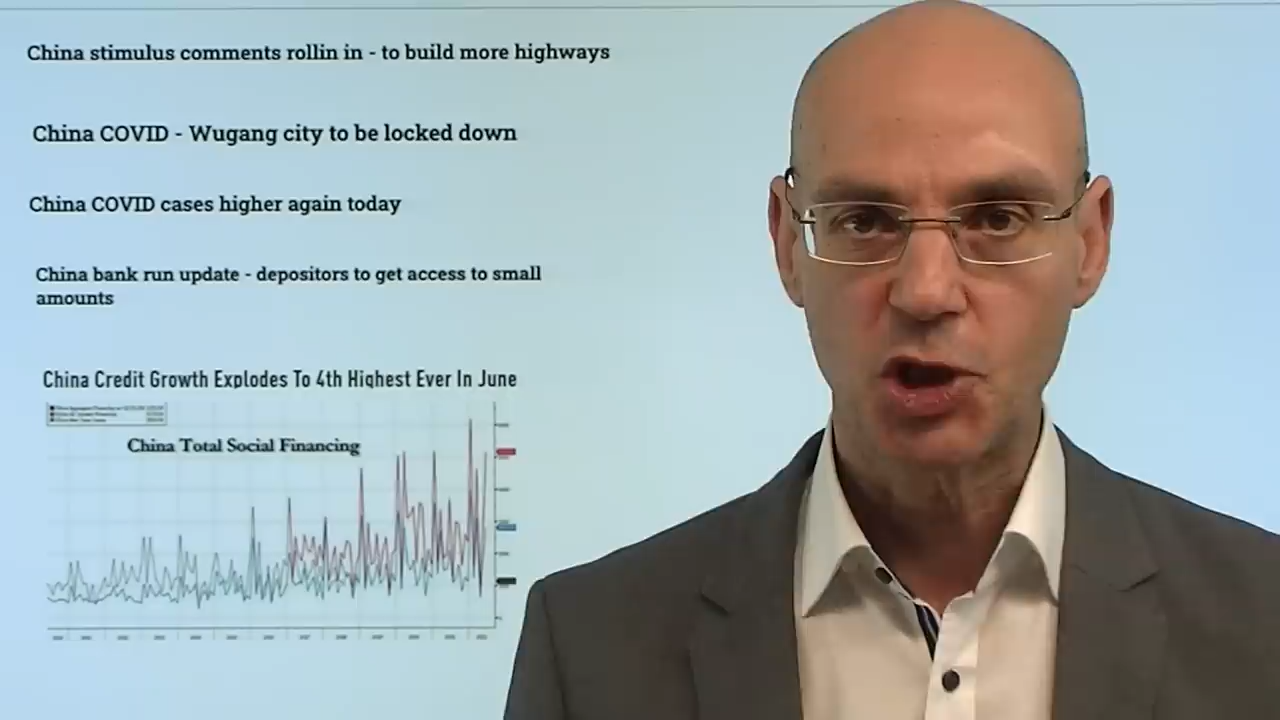 China stimulus comments rollin in - to build more highways
China COVID - Wugang city to be locked down
China COVID cases higher again today
China bank run update - depositors to get access to small
amounts
China Credit Growth Explodes To 4th Highest Ever In June
China Total Social Financing